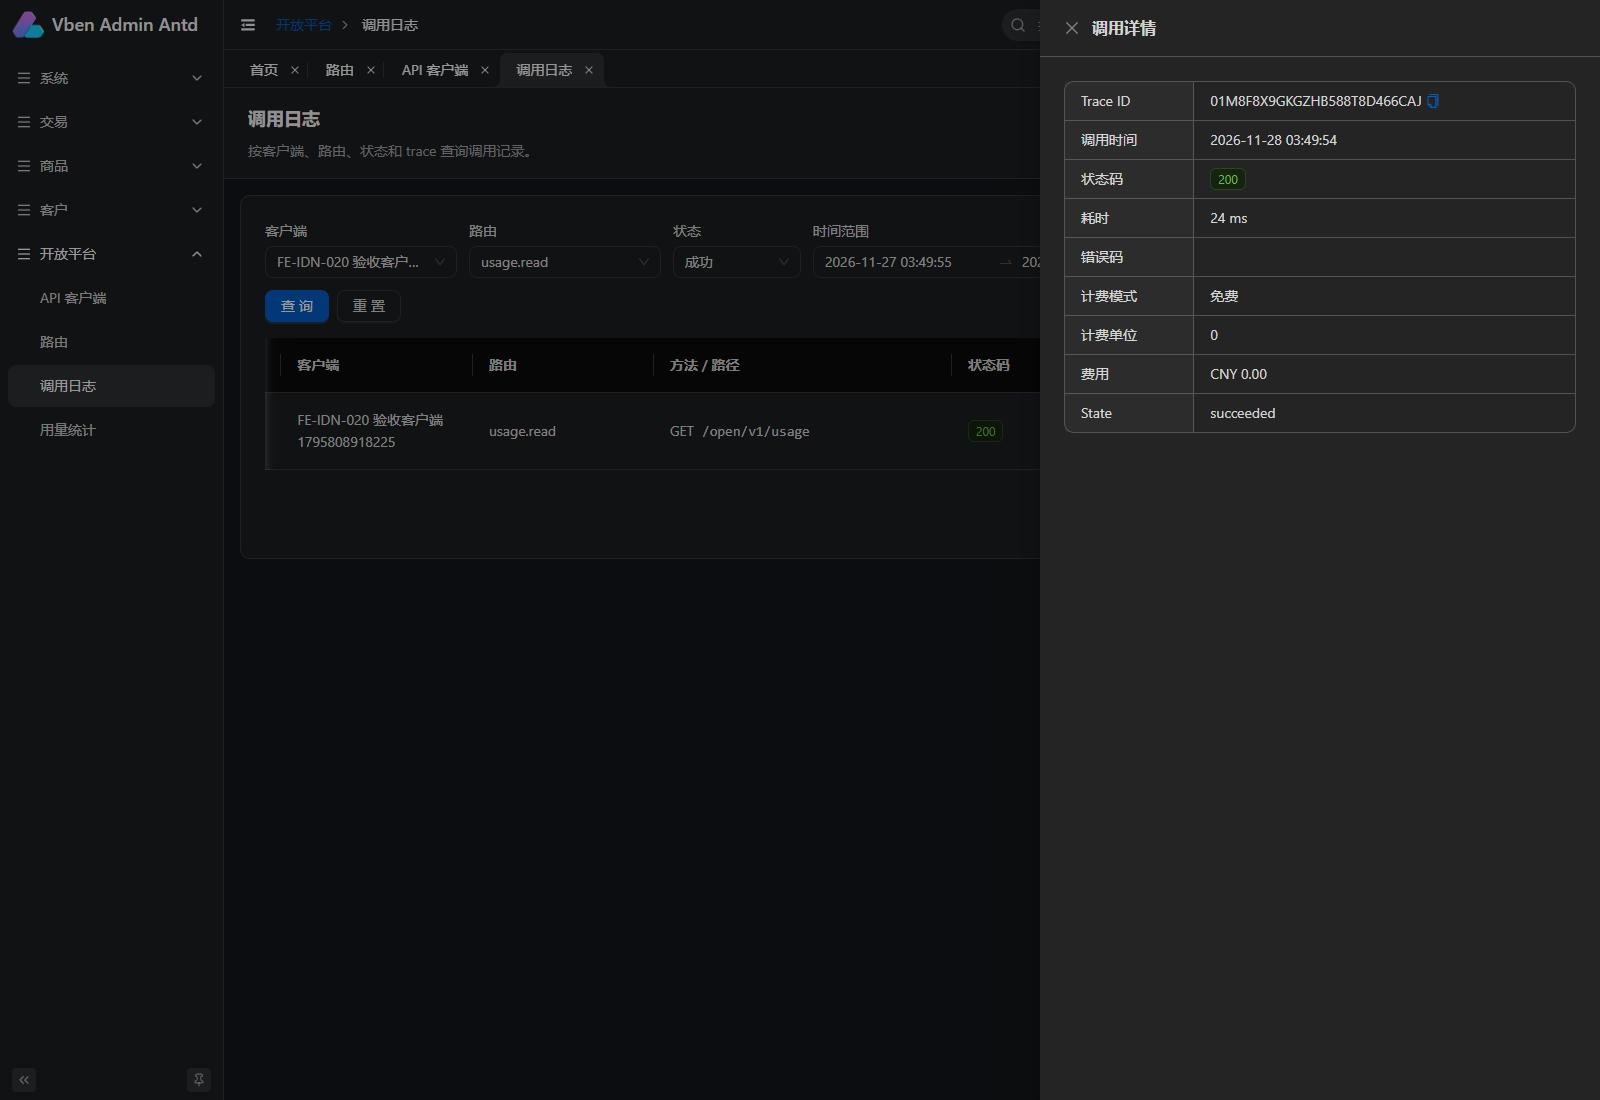 Vben Admin Antd
系统
交易
商品
客户
开放平台
API 客户端
路由
调用日志
用量统计
开放平台 > 调用日志
首页
路由
API 客户端
调用日志
调用日志
按客户端、路由、状态和 trace 查询调用记录。
客户端 路由 状态 时间范围
FE-IDN-020 验收客户... usage.read 成功 2026-11-27 03:49:55 → 202
查 询 重 置
客户端 路由 方法 / 路径 状态码
FE-IDN-020 验收客户端
1795808918225
usage.read GET /open/v1/usage 200
调用详情
Trace ID 01M8F8X9GKGZHB588T8D466CAJ
调用时间 2026-11-28 03:49:54
状态码 200
耗时 24 ms
错误码
计费模式 免费
计费单位 0
费用 CNY 0.00
State succeeded